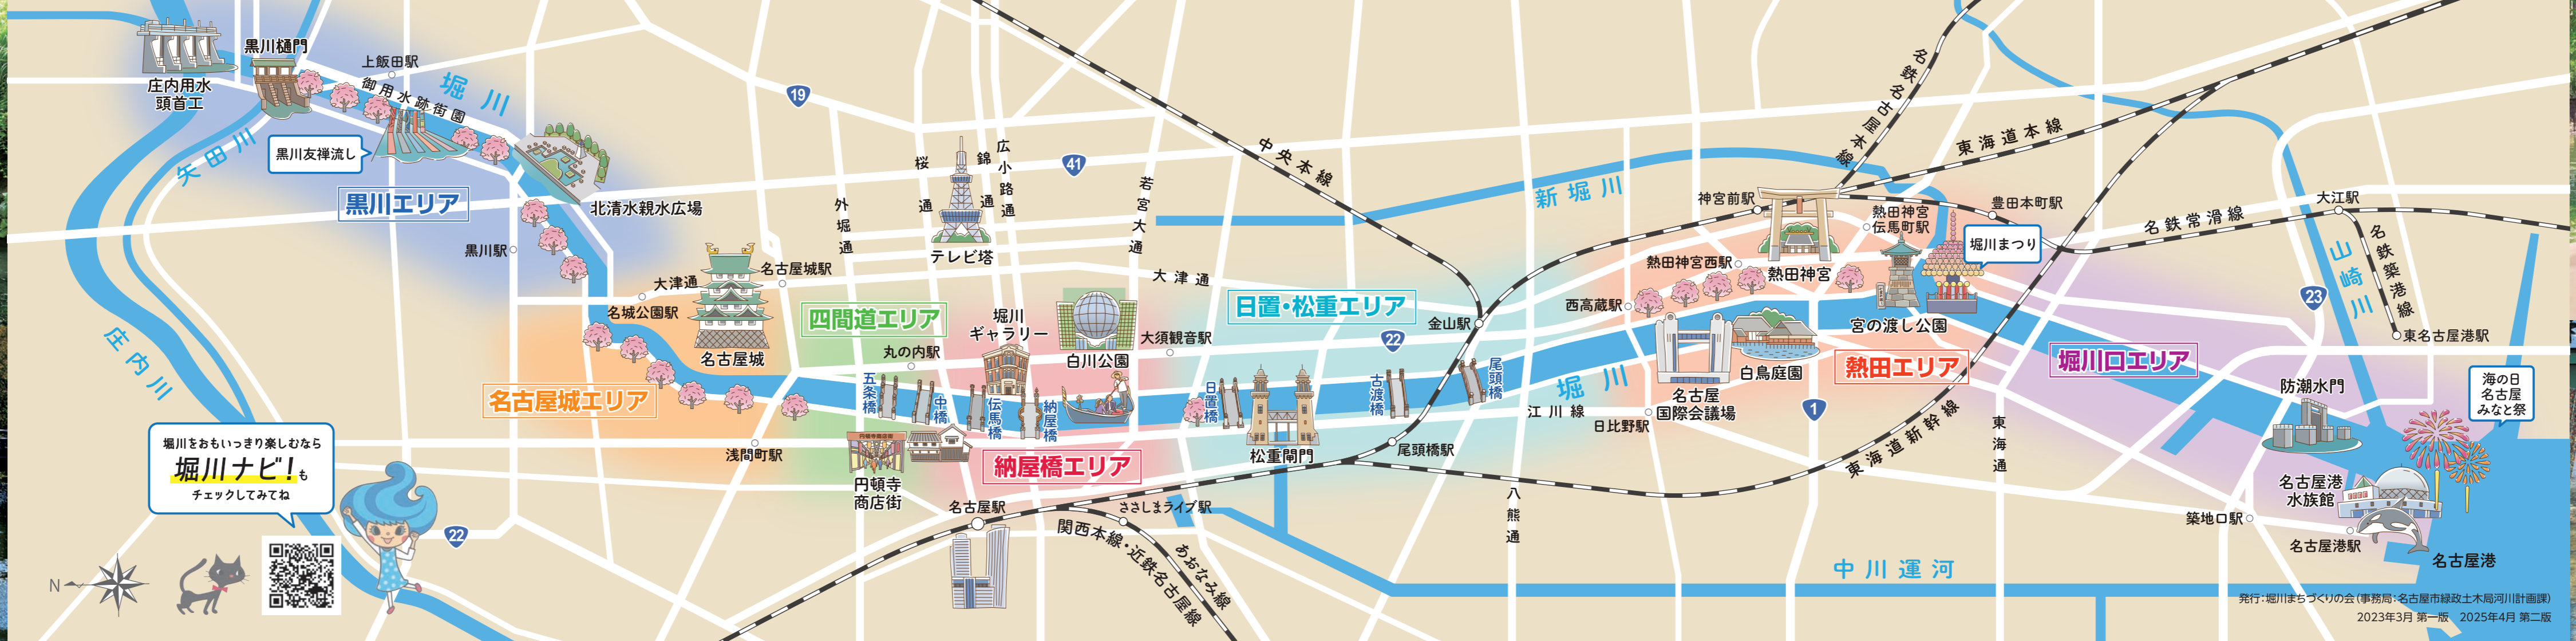 庄内用水
頭首工
黒川樋門
上飯田駅
御用水跡街園
堀川
矢田川
黒川友禅流し
黒川エリア
北清水親水広場
黒川駅
庄内川
19
桜通
錦通
広小路通
41
外堀通
若宮大通
テレビ塔
大津通
名古屋城駅
大津通
名城公園駅
名古屋城
名古屋城エリア
四間道エリア
丸の内駅
堀川
ギャラリー
白川公園
大須観音駅
五条橋
中橋
伝馬橋
納屋橋
浅間町駅
円頓寺商店街
円頓寺
商店街
納屋橋エリア
名古屋駅
ささしまライブ駅
関西本線・近鉄名古屋線
あおなみ線
中央本線
日置・松重エリア
22
金山駅
日置橋
松重閘門
古渡橋
尾頭橋
尾頭橋駅
新堀川
堀川
江川線
八熊通
日比野駅
名鉄名古屋本線
東海道本線
神宮前駅
熱田神宮
伝馬町駅
豊田本町駅
堀川まつり
熱田神宮西駅
熱田神宮
西高蔵駅
宮の渡し公園
白鳥庭園
名古屋
国際会議場
熱田エリア
1
東海道新幹線
東海通
名鉄常滑線
大江駅
名鉄築港線
山崎川
23
東名古屋港駅
堀川口エリア
防潮水門
海の日
名古屋
みなと祭
名古屋港
水族館
築地口駅
名古屋港駅
名古屋港
中川運河
堀川をおもいっきり楽しむなら
堀川ナビ!も
チェックしてみてね
22
N
発行:堀川まちづくりの会(事務局:名古屋市緑政土木局河川計画課)
2023年3月 第一版 2025年4月 第二版